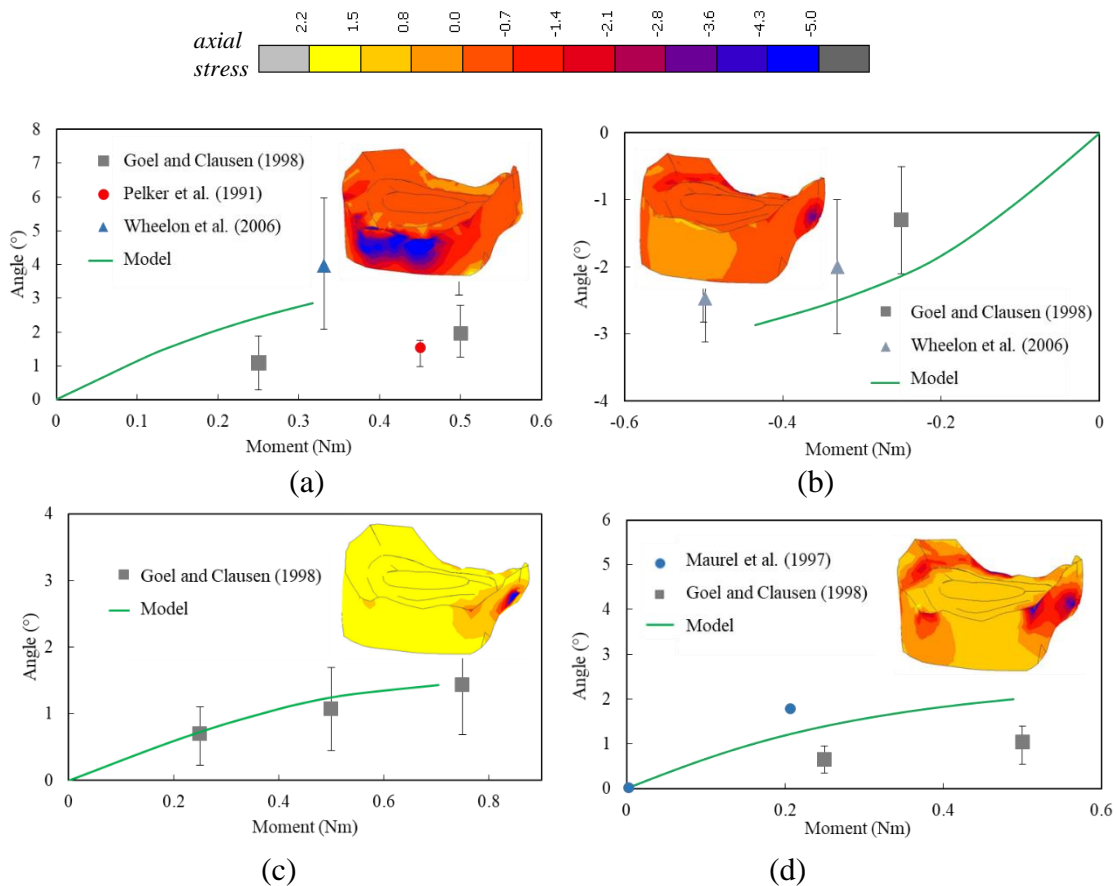 2.2 1.5 0.8 0.0 -0.7 -1.4 -2.1 -2.8 -3.6 -4.3 -5.0
axial
stress
8
7
6
5
4
3
2
1
0
Angle (°)
Goel and Clausen (1998)
Pelker et al. (1991)
Wheelon et al. (2006)
Model
0 0.1 0.2 0.3 0.4 0.5 0.6
Moment (Nm)
(a)
0
-1
-2
-3
-4
Angle (°)
Goel and Clausen (1998)
Wheelon et al. (2006)
Model
-0.6 -0.4 -0.2 0
Moment (Nm)
(b)
4
3
2
1
0
Angle (°)
Goel and Clausen (1998)
Model
0 0.2 0.4 0.6 0.8
Moment (Nm)
(c)
6
5
4
3
2
1
0
Angle (°)
Maurel et al. (1997)
Goel and Clausen (1998)
Model
0 0.2 0.4 0.6
Moment (Nm)
(d)